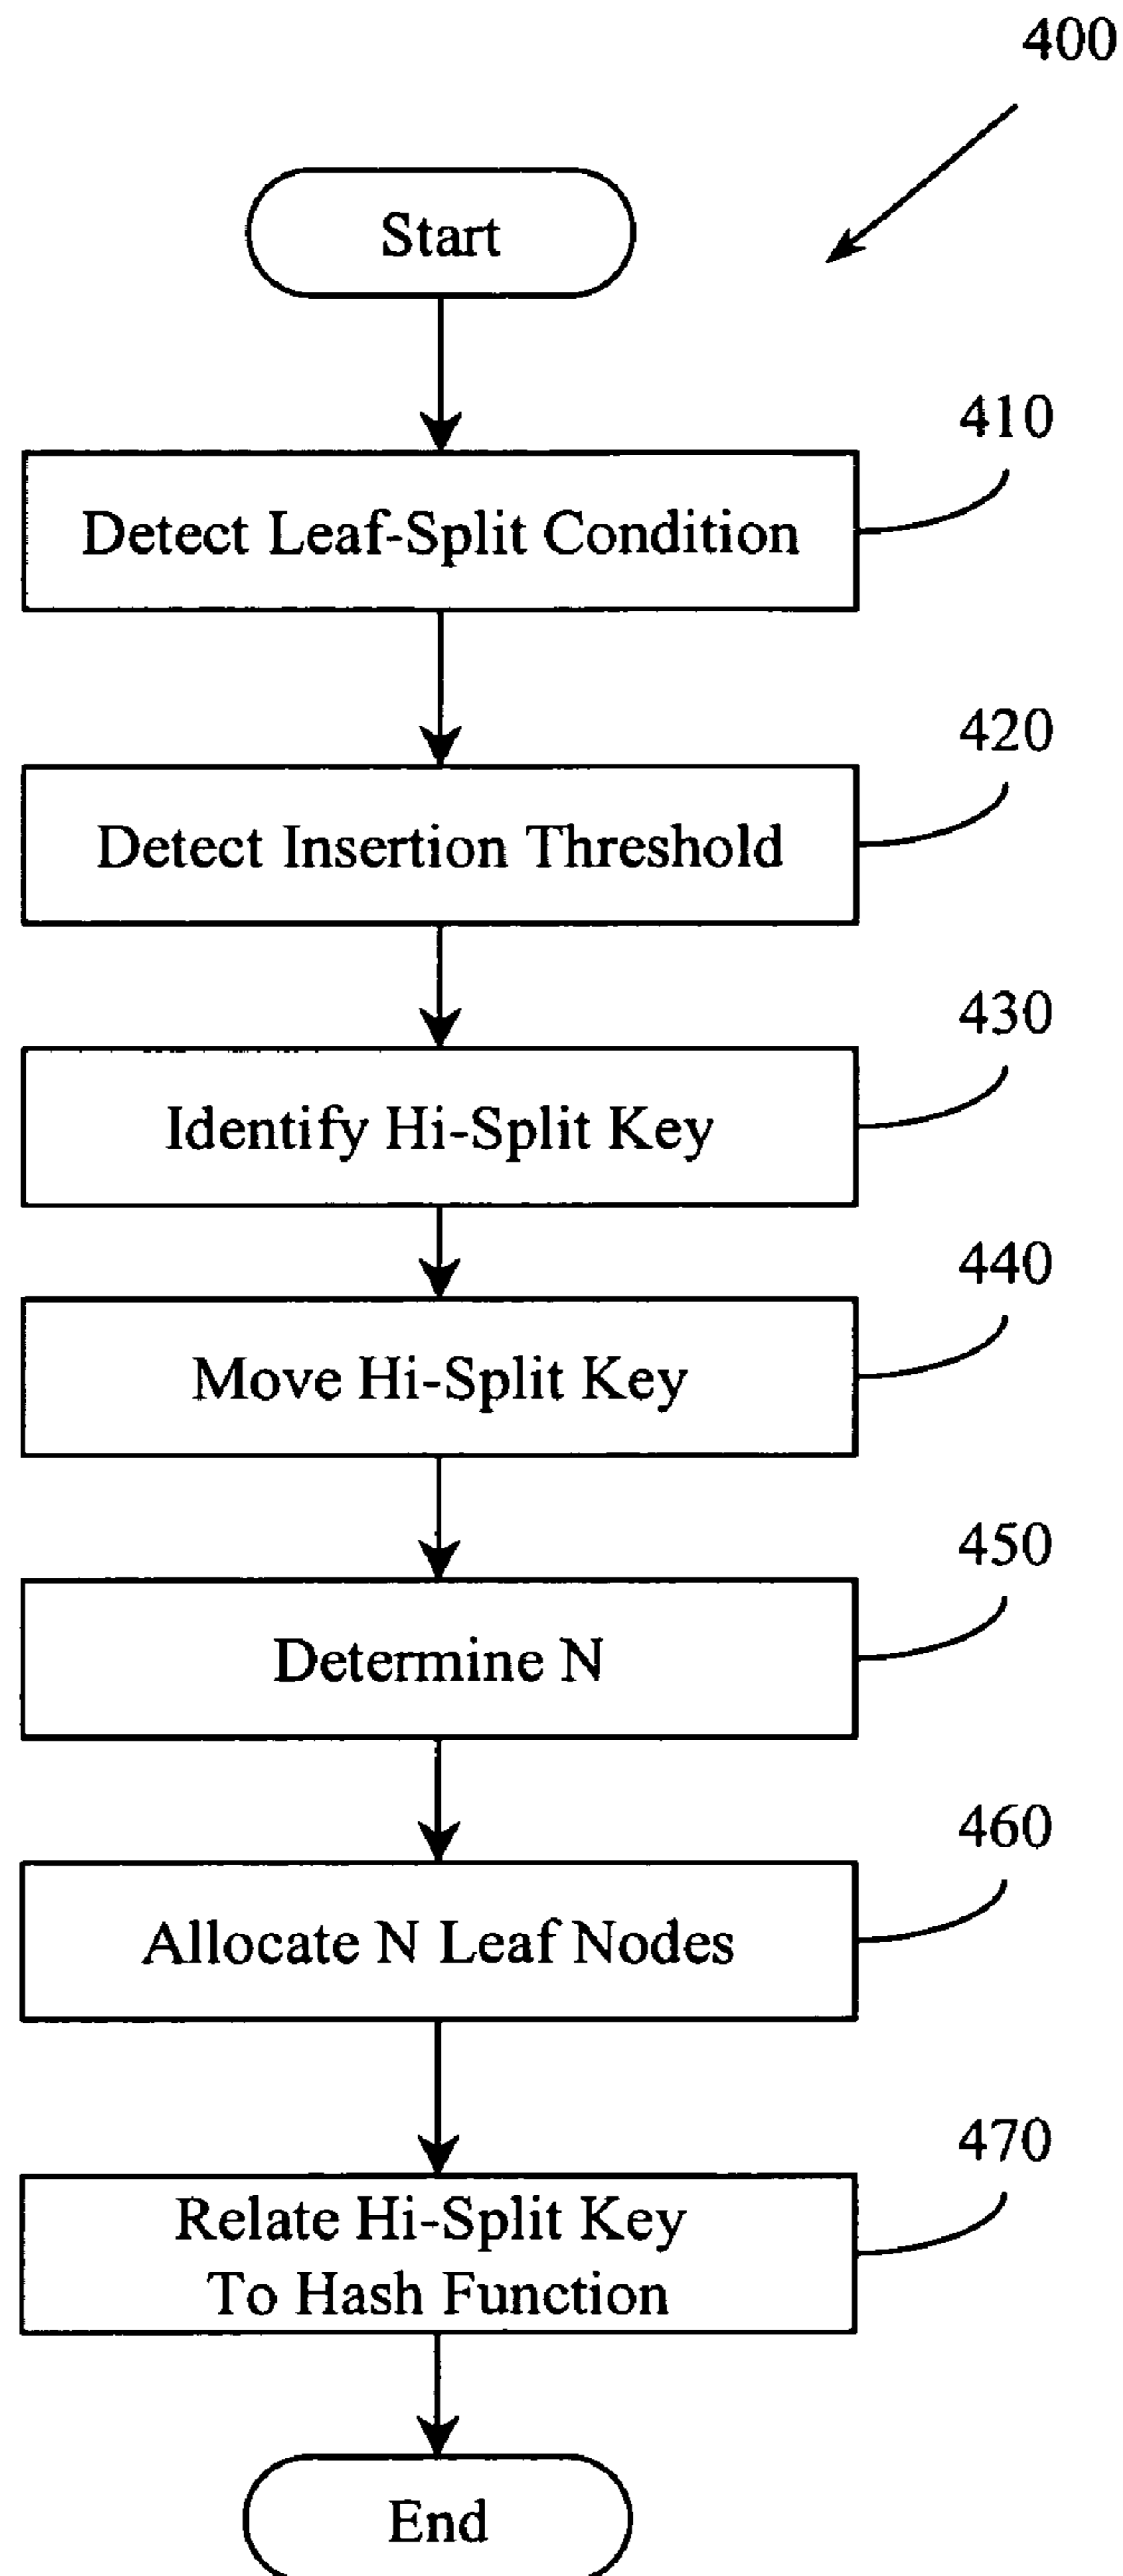 400
Start
410
Detect Leaf-Split Condition
420
Detect Insertion Threshold
430
Identify Hi-Split Key
440
Move Hi-Split Key
450
Determine N
460
Allocate N Leaf Nodes
470
Relate Hi-Split Key
To Hash Function
End